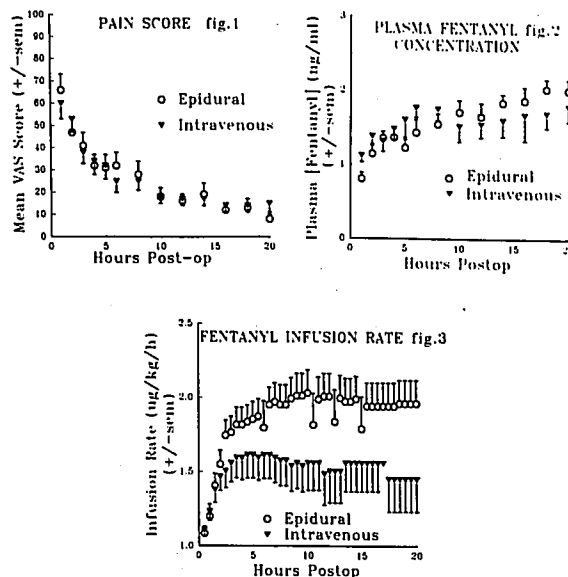 PAIN SCORE fig.1
Mean VAS Score (+/-sem)
100
90
80
70
60
50
40
30
20
10
0
Epidural
Intravenous
0 5 10 15 20
Hours Post-op
PLASMA FENTANYL fig.2
CONCENTRATION
Plasma [Fentanyl] (ng/ml)
(+/-sem)
3
2
1
0
Epidural
Intravenous
0 5 10 15 20
Hours Postop
FENTANYL INFUSION RATE fig.3
Infusion Rate (ug/kg/h)
(+/-sem)
2.5
2.0
1.5
1.0
Epidural
Intravenous
0 5 10 15 20
Hours Postop